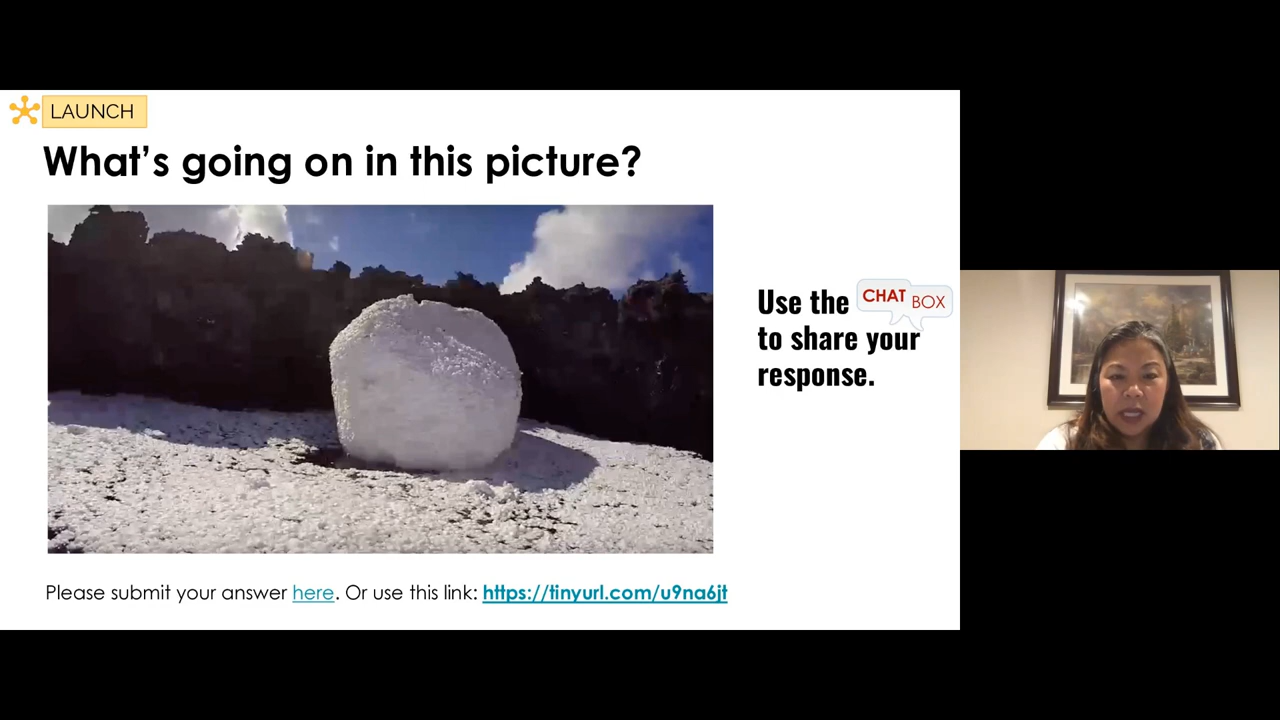 LAUNCH
What's going on in this picture?
Use the CHAT BOX
to share your
response.
Please submit your answer here. Or use this link: https://tinyurl.com/u9na6jt